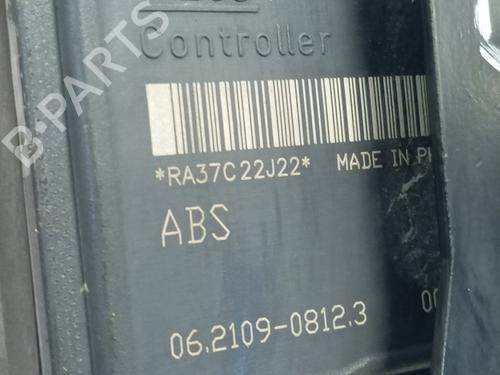 Controller
*RA37C22J22* MADE IN
ABS
06.2109-0812.3
B-PARTS